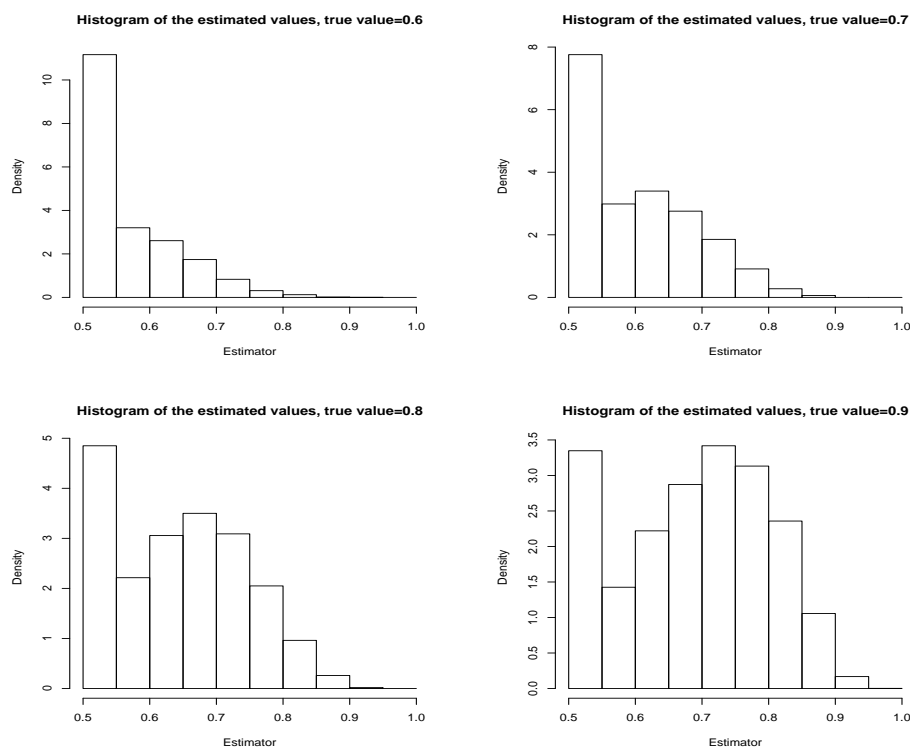 Histogram of the estimated values, true value=0.6
Density
0 2 4 6 8 10
0.5 0.6 0.7 0.8 0.9 1.0
Estimator
Histogram of the estimated values, true value=0.7
Density
0 2 4 6 8
0.5 0.6 0.7 0.8 0.9 1.0
Estimator
Histogram of the estimated values, true value=0.8
Density
0 1 2 3 4 5
0.5 0.6 0.7 0.8 0.9 1.0
Estimator
Histogram of the estimated values, true value=0.9
Density
0.0 0.5 1.0 1.5 2.0 2.5 3.0 3.5
0.5 0.6 0.7 0.8 0.9 1.0
Estimator